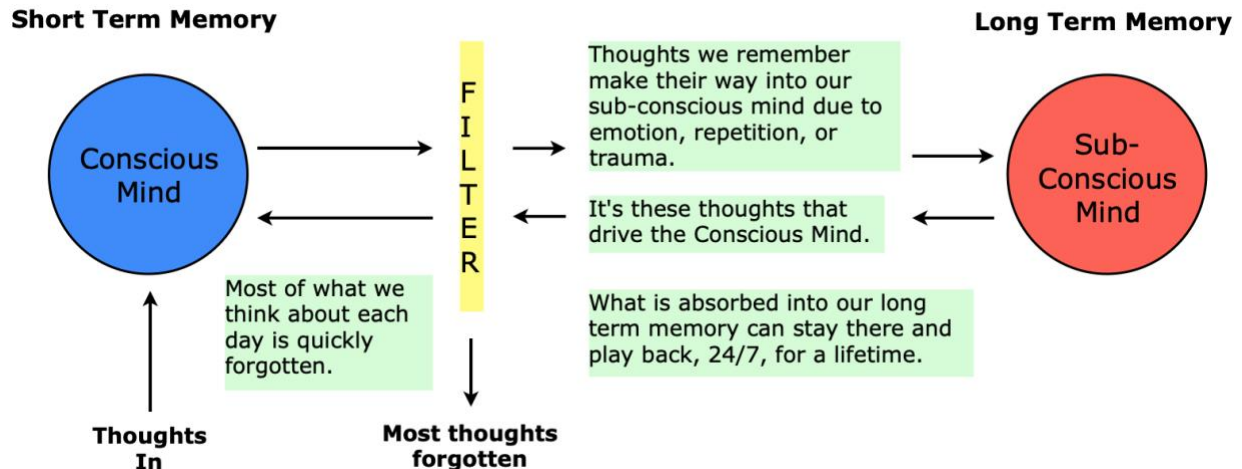 Short Term Memory
Long Term Memory
Conscious
Mind
FILTER
Thoughts we remember
make their way into our
sub-conscious mind due to
emotion, repetition, or
trauma.
Sub-
Conscious
Mind
It's these thoughts that
drive the Conscious Mind.
Most of what we
think about each
day is quickly
forgotten.
What is absorbed into our long
term memory can stay there and
play back, 24/7, for a lifetime.
Thoughts
In
Most thoughts
forgotten